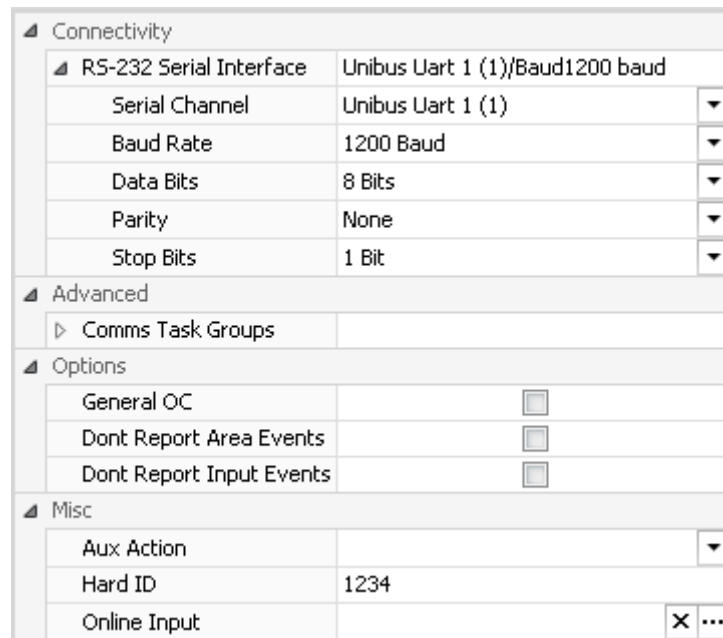 Connectivity
RS-232 Serial Interface Unibus Uart 1 (1)/Baud1200 baud
Serial Channel Unibus Uart 1 (1)
Baud Rate 1200 Baud
Data Bits 8 Bits
Parity None
Stop Bits 1 Bit
Advanced
Comms Task Groups
Options
General OC
Dont Report Area Events
Dont Report Input Events
Misc
Aux Action
Hard ID 1234
Online Input